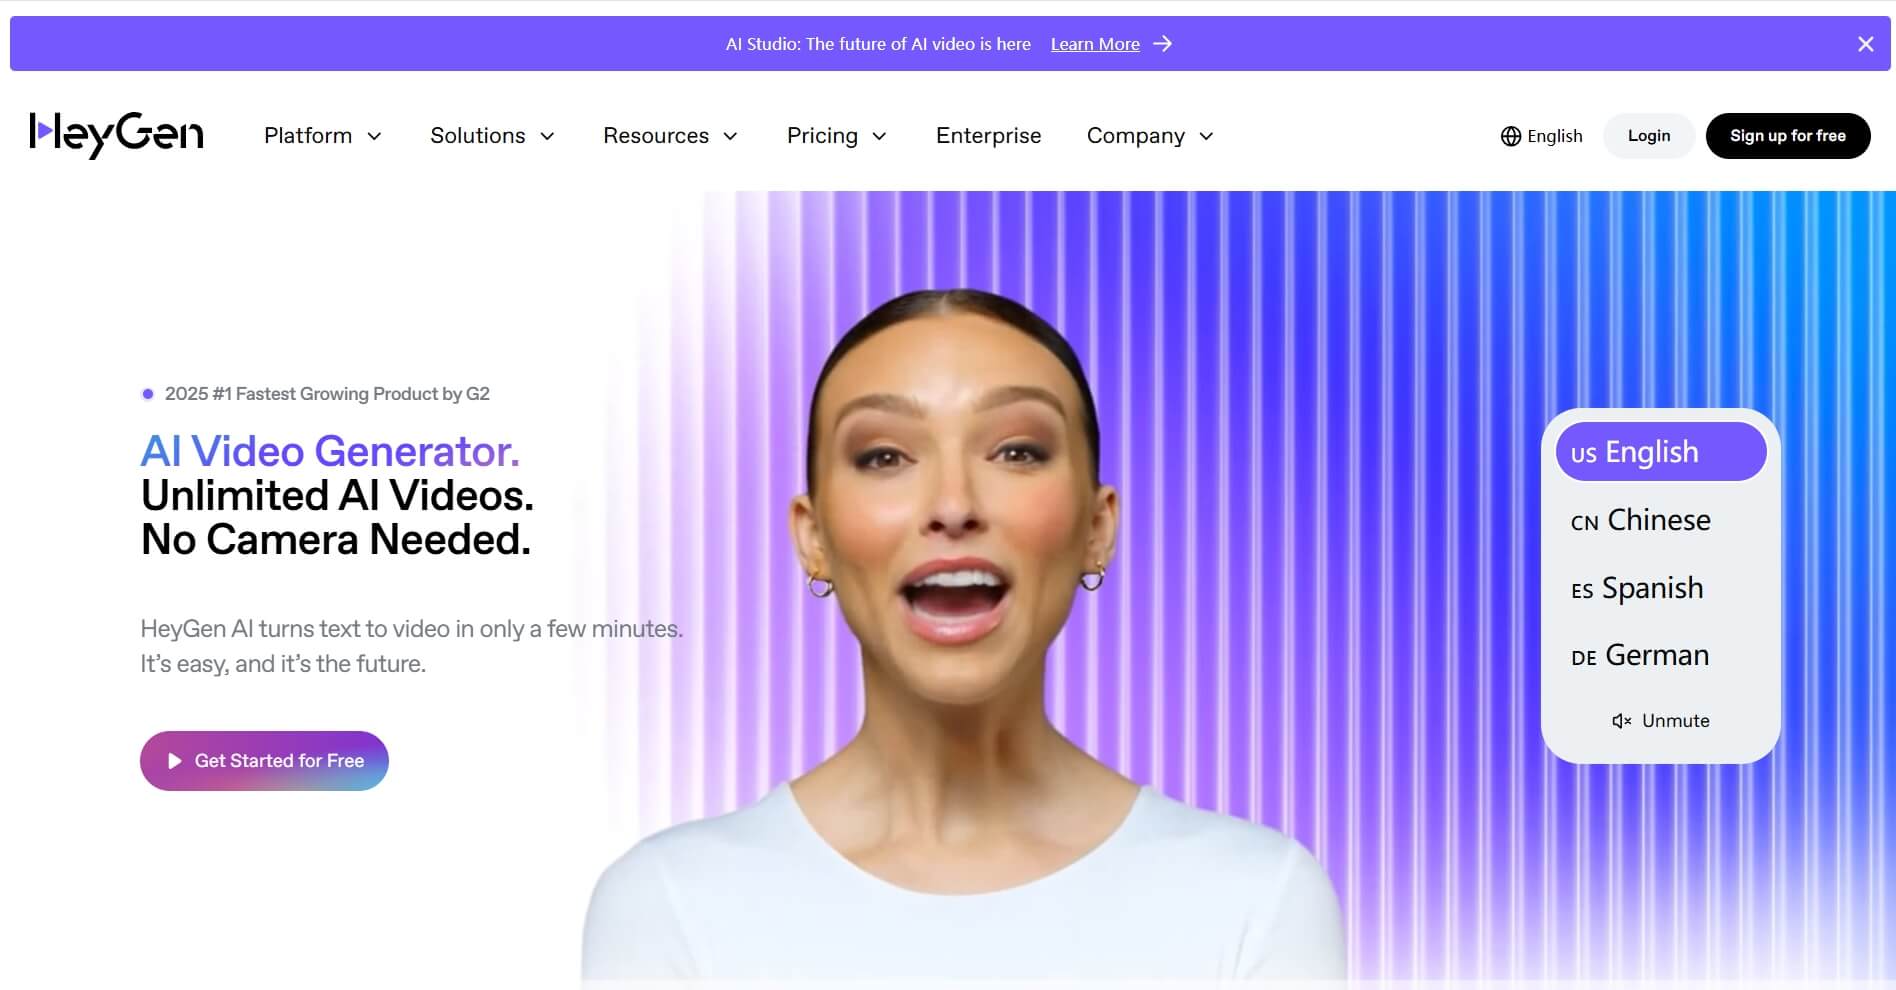 AI Studio: The future of AI video is here Learn More
HeyGen Platform Solutions Resources Pricing Enterprise Company English Login Sign up for free
2025 #1 Fastest Growing Product by G2
AI Video Generator.
Unlimited AI Videos.
No Camera Needed.
HeyGen AI turns text to video in only a few minutes.
It’s easy, and it’s the future.
Get Started for Free
US English
CN Chinese
ES Spanish
DE German
Unmute